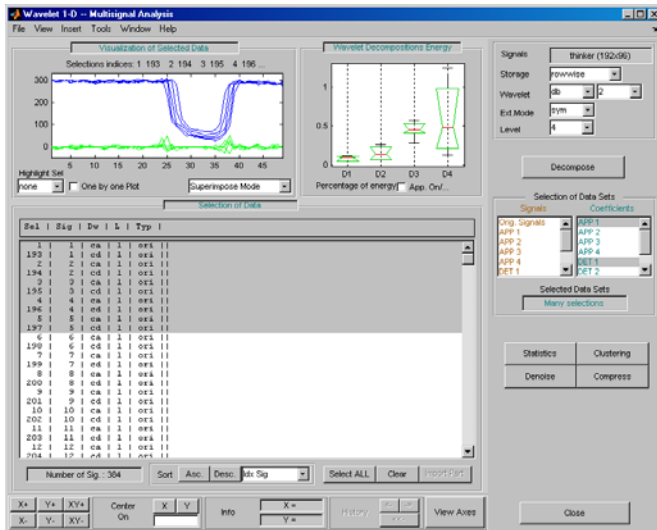 Wavelet 1-D -- Multisignal Analysis
File View Insert Tools Window Help
Visualization of Selected Data
Selections indices: 1 193 2 194 3 195 4 196 ...
300
200
100
0
5 10 15 20 25 30 35 40 45
Highlight Sel
none
One by one Plot
Superimpose Mode
Wavelet Decompositions Energy
1
0.5
0
D1 D2 D3 D4
Percentage of energy
App. On/...
Signals thinker (192x96)
Storage rowwise
Wavelet db 2
Ext.Mode sym
Level 4
Decompose
Selection of Data Sets
Signals Coefficients
Orig. Signals
APP 1
APP 2
APP 3
APP 4
DET 1
APP 1
APP 2
APP 3
APP 4
DET 1
DET 2
Selected Data Sets
Many selections
Statistics Clustering
Denoise Compress
Close
Selection of Data
Sel | Sig | Dw | L | Typ |
1 | 1 | ca | 1 | ori ||
193 | 1 | cd | 1 | ori ||
2 | 2 | ca | 1 | ori ||
194 | 2 | cd | 1 | ori ||
3 | 3 | ca | 1 | ori ||
195 | 3 | cd | 1 | ori ||
4 | 4 | ca | 1 | ori ||
196 | 4 | cd | 1 | ori ||
5 | 5 | ca | 1 | ori ||
197 | 5 | cd | 1 | ori ||
6 | 6 | ca | 1 | ori ||
198 | 6 | cd | 1 | ori ||
7 | 7 | ca | 1 | ori ||
199 | 7 | cd | 1 | ori ||
8 | 8 | ca | 1 | ori ||
200 | 8 | cd | 1 | ori ||
9 | 9 | ca | 1 | ori ||
201 | 9 | cd | 1 | ori ||
10 | 10 | ca | 1 | ori ||
202 | 10 | cd | 1 | ori ||
11 | 11 | ca | 1 | ori ||
203 | 11 | cd | 1 | ori ||
12 | 12 | ca | 1 | ori ||
204 | 12 | cd | 1 | ori ||
Number of Sig.: 384
Sort Asc. Desc. Idx Sig
Select ALL Clear Import Part
X+ Y+ XY+
X- Y- XY-
Center On
X Y
Info
X =
Y =
History
<- ->
<<-
View Axes